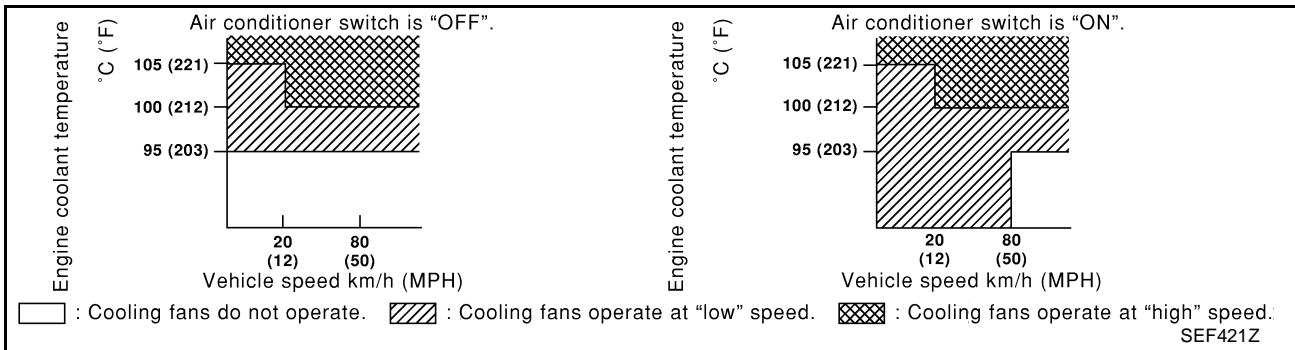 Air conditioner switch is “OFF”.
Engine coolant temperature
°C (°F)
105 (221)
100 (212)
95 (203)
20
(12)
80
(50)
Vehicle speed km/h (MPH)
Air conditioner switch is “ON”.
Engine coolant temperature
°C (°F)
105 (221)
100 (212)
95 (203)
20
(12)
80
(50)
Vehicle speed km/h (MPH)
: Cooling fans do not operate.
: Cooling fans operate at “low” speed.
: Cooling fans operate at “high” speed.
SEF421Z